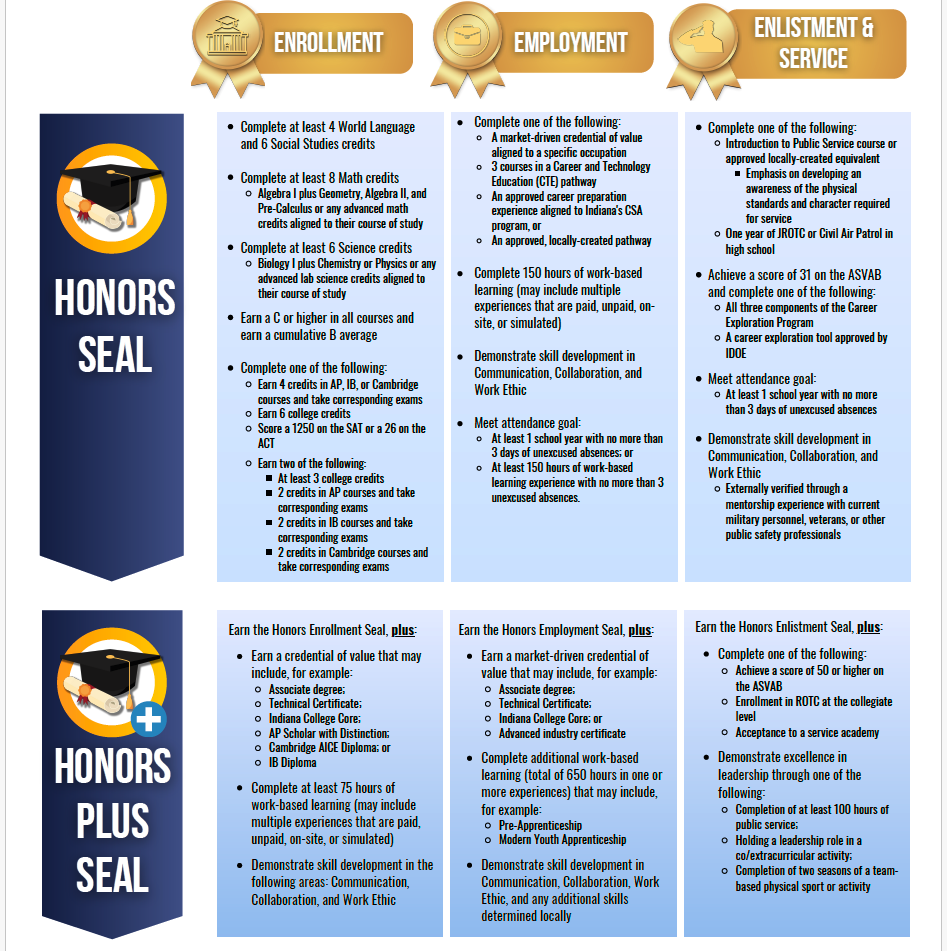 ENROLLMENT
EMPLOYMENT
ENLISTMENT &
SERVICE
HONORS
SEAL
• Complete at least 4 World Language
and 6 Social Studies credits
• Complete at least 8 Math credits
○ Algebra I plus Geometry, Algebra II, and
Pre-Calculus or any advanced math
credits aligned to their course of study
• Complete at least 6 Science credits
○ Biology I plus Chemistry or Physics or any
advanced lab science credits aligned to
their course of study
• Earn a C or higher in all courses and
earn a cumulative B average
• Complete one of the following:
○ Earn 4 credits in AP, IB, or Cambridge
courses and take corresponding exams
○ Earn 6 college credits
○ Score a 1250 on the SAT or a 26 on the
ACT
○ Earn two of the following:
■ At least 3 college credits
■ 2 credits in AP courses and take
corresponding exams
■ 2 credits in IB courses and take
corresponding exams
■ 2 credits in Cambridge courses and
take corresponding exams
• Complete one of the following:
○ A market-driven credential of value
aligned to a specific occupation
○ 3 courses in a Career and Technology
Education (CTE) pathway
○ An approved career preparation
experience aligned to Indiana's CSA
program, or
○ An approved, locally-created pathway
• Complete 150 hours of work-based
learning (may include multiple
experiences that are paid, unpaid, on-
site, or simulated)
• Demonstrate skill development in
Communication, Collaboration, and
Work Ethic
• Meet attendance goal:
○ At least 1 school year with no more than
3 days of unexcused absences; or
○ At least 150 hours of work-based
learning experience with no more than 3
unexcused absences.
• Complete one of the following:
○ Introduction to Public Service course or
approved locally-created equivalent
■ Emphasis on developing an
awareness of the physical
standards and character required
for service
○ One year of JROTC or Civil Air Patrol in
high school
• Achieve a score of 31 on the ASVAB
and complete one of the following:
○ All three components of the Career
Exploration Program
○ A career exploration tool approved by
IDOE
• Meet attendance goal:
○ At least 1 school year with no more
than 3 days of unexcused absences
• Demonstrate skill development in
Communication, Collaboration, and
Work Ethic
○ Externally verified through a
mentorship experience with current
military personnel, veterans, or other
public safety professionals
HONORS
PLUS
SEAL
Earn the Honors Enrollment Seal, plus:
• Earn a credential of value that may
include, for example:
○ Associate degree;
○ Technical Certificate;
○ Indiana College Core;
○ AP Scholar with Distinction;
○ Cambridge AICE Diploma; or
○ IB Diploma
• Complete at least 75 hours of
work-based learning (may include
multiple experiences that are paid,
unpaid, on-site, or simulated)
• Demonstrate skill development in the
following areas: Communication,
Collaboration, and Work Ethic
Earn the Honors Employment Seal, plus:
• Earn a market-driven credential of
value that may include, for example:
○ Associate degree;
○ Technical Certificate;
○ Indiana College Core; or
○ Advanced industry certificate
• Complete additional work-based
learning (total of 650 hours in one or
more experiences) that may include,
for example:
○ Pre-Apprenticeship
○ Modern Youth Apprenticeship
• Demonstrate skill development in
Communication, Collaboration, Work
Ethic, and any additional skills
determined locally
Earn the Honors Enlistment Seal, plus:
• Complete one of the following:
○ Achieve a score of 50 or higher on
the ASVAB
○ Enrollment in ROTC at the collegiate
level
○ Acceptance to a service academy
• Demonstrate excellence in
leadership through one of the
following:
○ Completion of at least 100 hours of
public service;
○ Holding a leadership role in a
co/extracurricular activity;
○ Completion of two seasons of a team-
based physical sport or activity